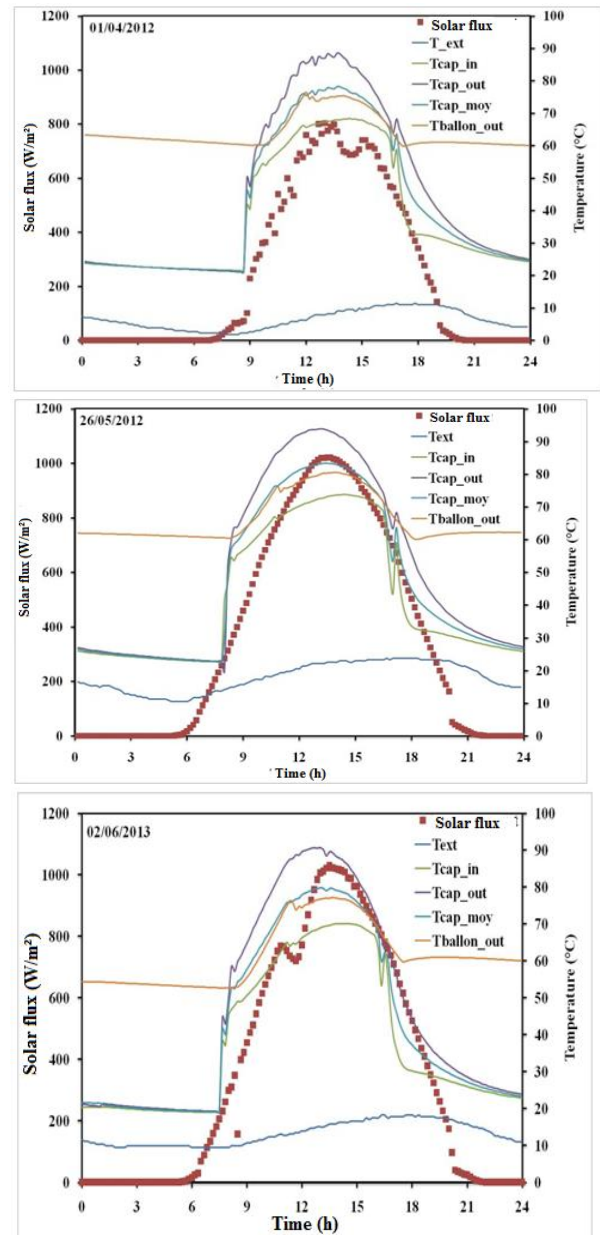 01/04/2012
Solar flux
T_ext
Tcap_in
Tcap_out
Tcap_moy
Tballon_out
Solar flux (W/m²)
1200
1000
800
600
400
200
0
100
90
80
70
60
50
40
30
20
10
0
Temperature (°C)
0 3 6 9 12 15 18 21 24
Time (h)
26/05/2012
Solar flux
Text
Tcap_in
Tcap_out
Tcap_moy
Tballon_out
Solar flux (W/m²)
1200
1000
800
600
400
200
0
100
90
80
70
60
50
40
30
20
10
0
Temperature (°C)
0 3 6 9 12 15 18 21 24
Time (h)
02/06/2013
Solar flux
Text
Tcap_in
Tcap_out
Tcap_moy
Tballon_out
Solar flux (W/m²)
1200
1000
800
600
400
200
0
100
90
80
70
60
50
40
30
20
10
0
Temperature (°C)
0 3 6 9 12 15 18 21 24
Time (h)